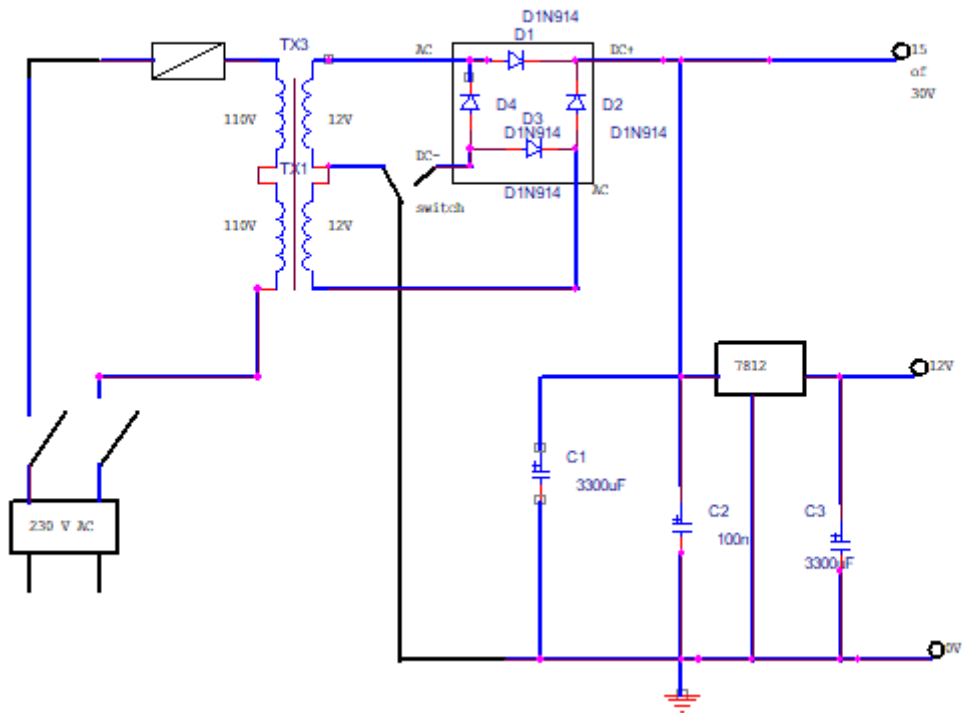 D1N914
TX3
AC
D1
DC+
15
of
30V
110V
12V
D4
D3
D2
D1N914
D1N914
TX1
DC-
D1N914
AC
110V
12V
switch
7812
12V
C1
3300uF
230 V AC
C2
100n
C3
3300uF
0V